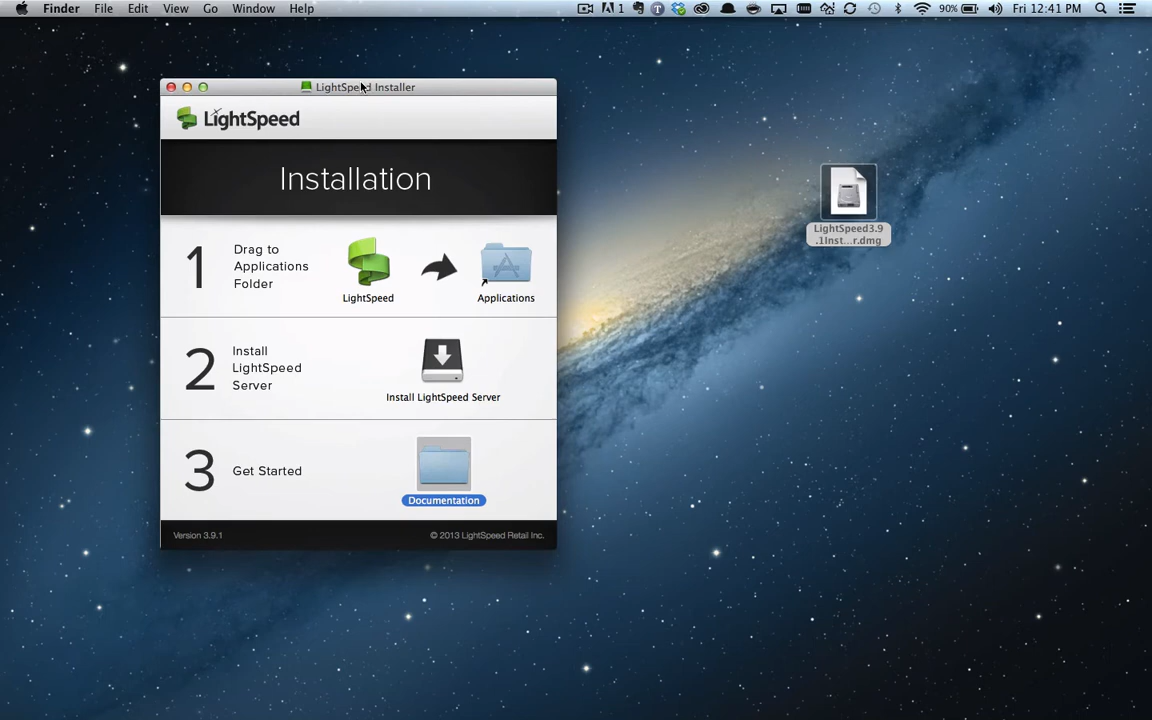 Finder File Edit View Go Window Help
1 90% Fri 12:41 PM
LightSpeed Installer
LightSpeed
Installation
1
Drag to
Applications
Folder
LightSpeed
Applications
2
Install
LightSpeed
Server
Install LightSpeed Server
3
Get Started
Documentation
Version 3.9.1
© 2013 LightSpeed Retail Inc.
LightSpeed3.9
.1Inst...r.dmg